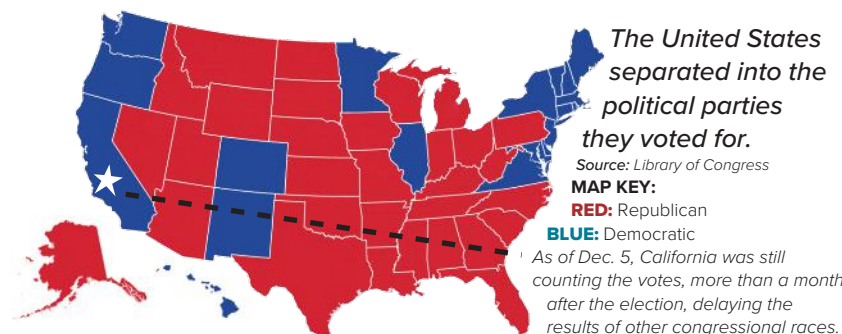 The United States
separated into the
political parties
they voted for.
Source: Library of Congress
MAP KEY:
RED: Republican
BLUE: Democratic
As of Dec. 5, California was still
counting the votes, more than a month
after the election, delaying the
results of other congressional races.